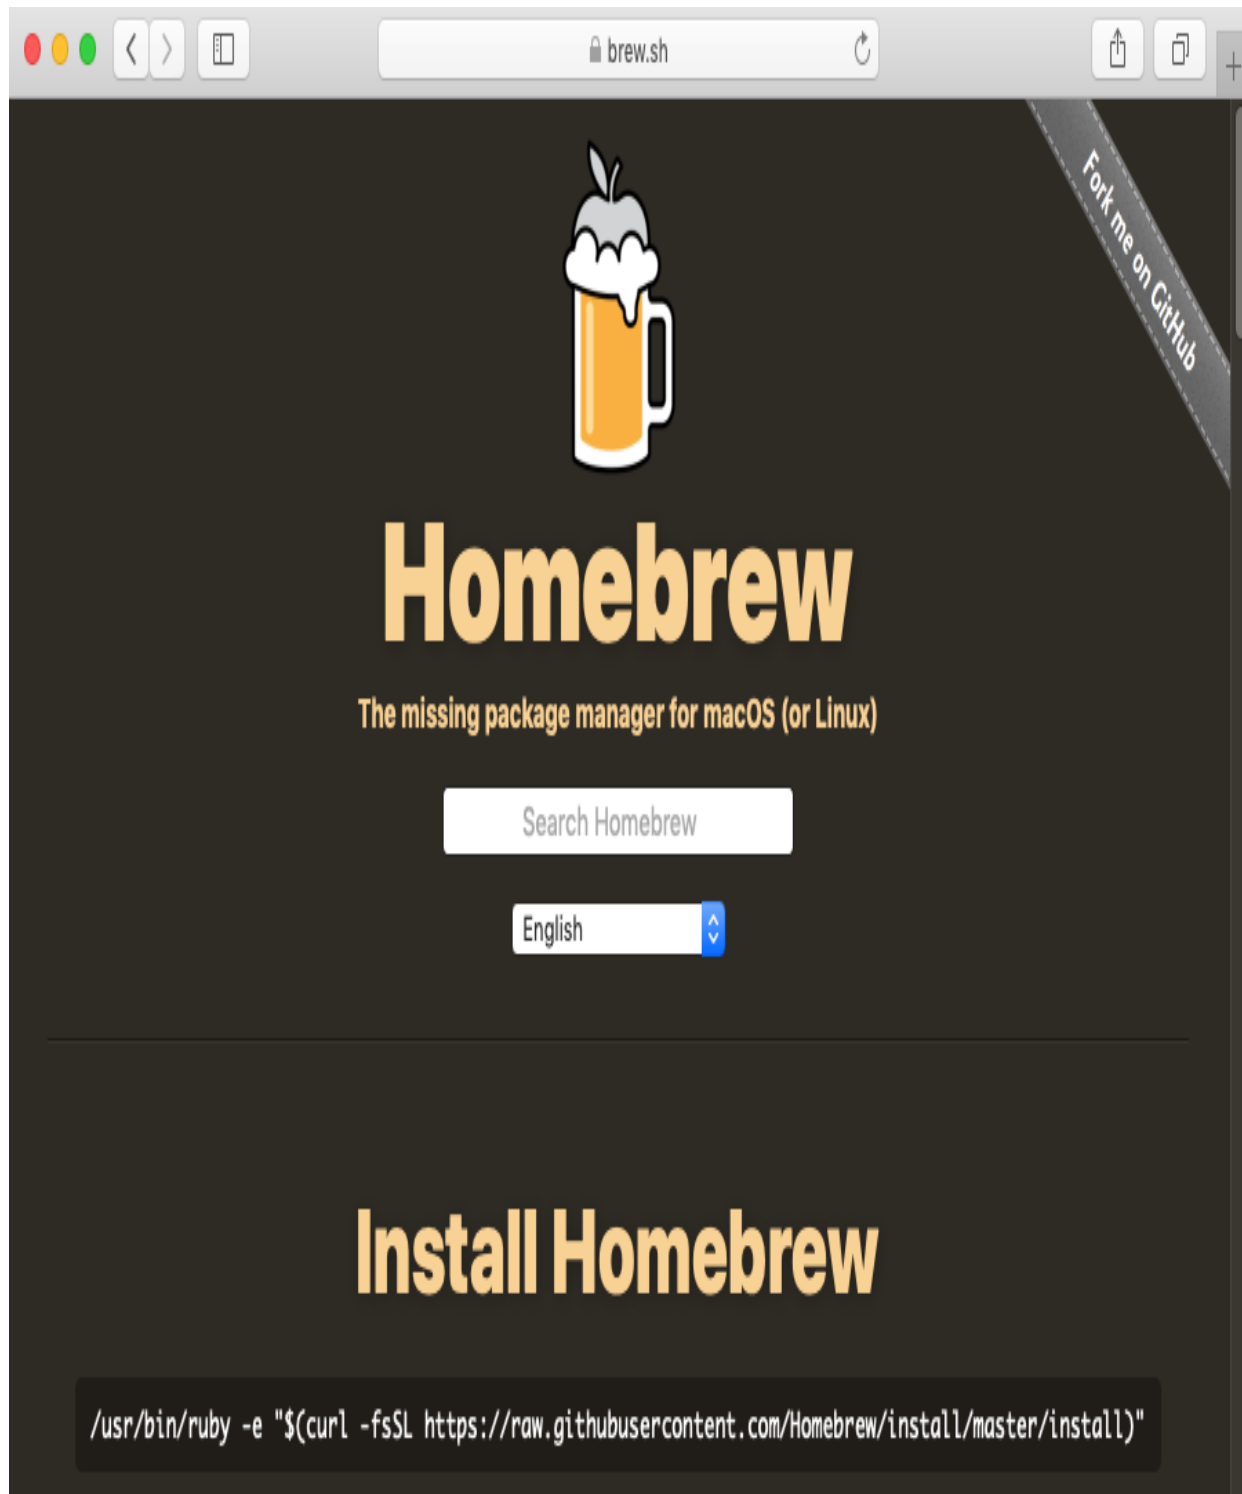 brew.sh
Fork me on GitHub
Homebrew
The missing package manager for macOS (or Linux)
Search Homebrew
English
Install Homebrew
/usr/bin/ruby -e "$(curl -fsSL https://raw.githubusercontent.com/Homebrew/install/master/install)"